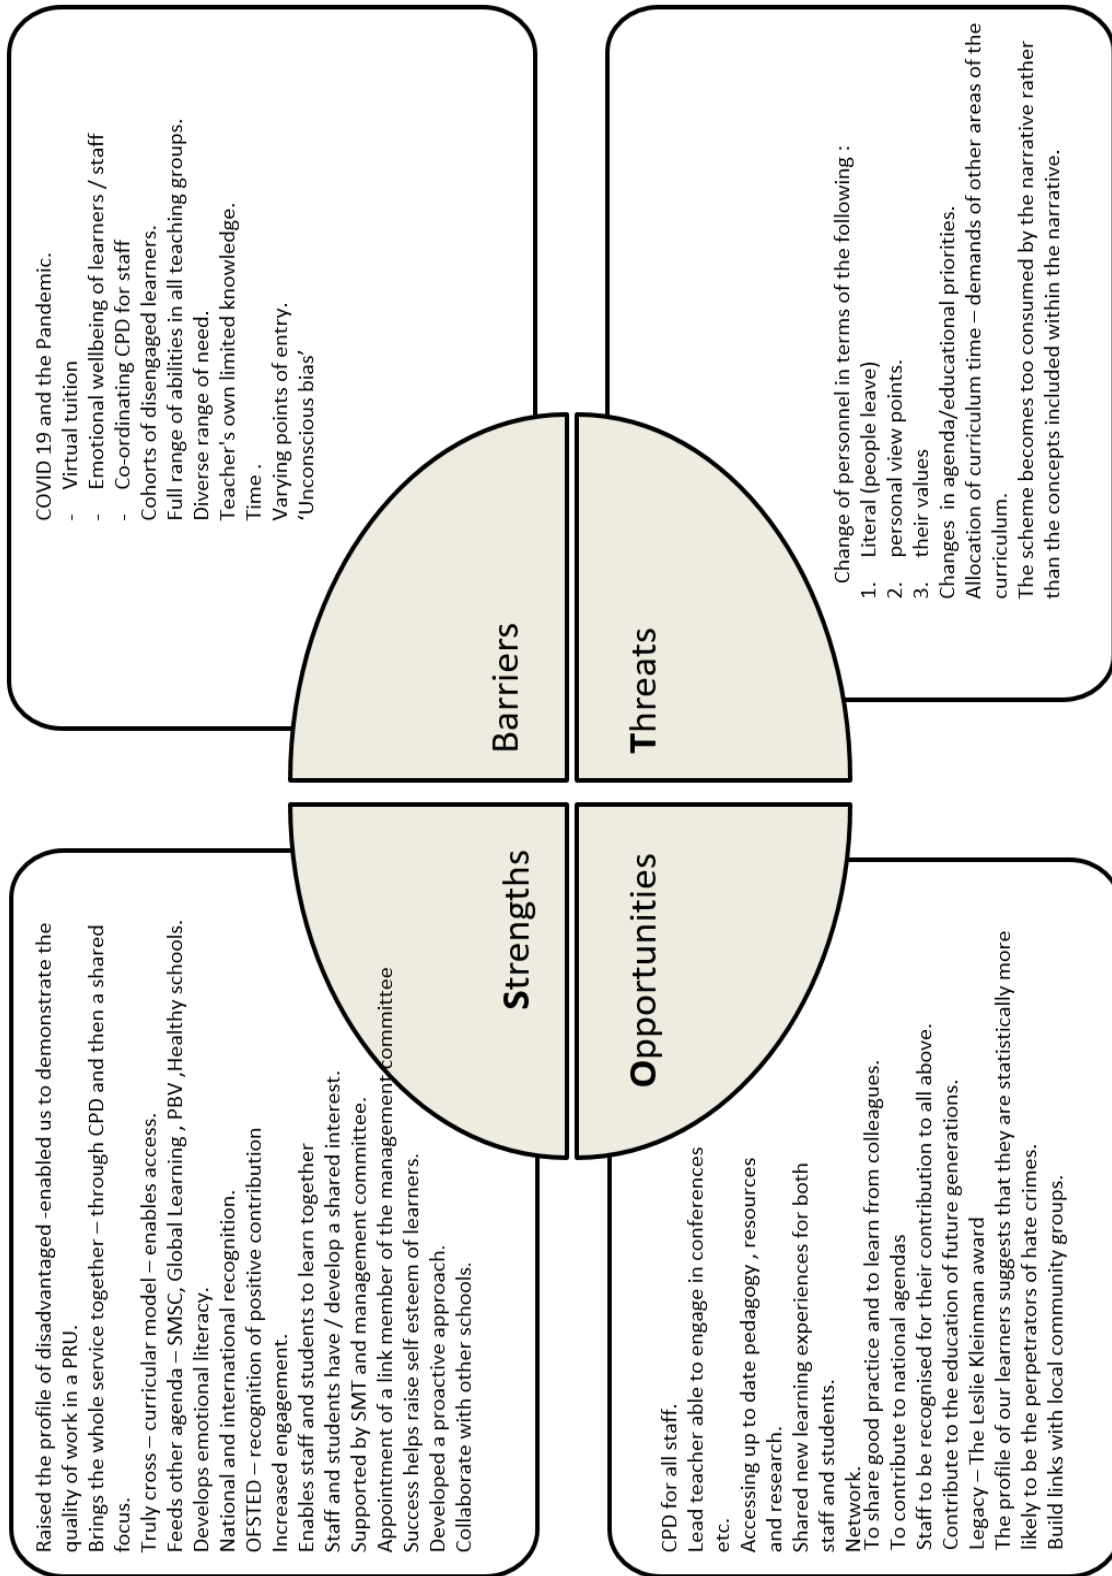 Raised the profile of disadvantaged -enabled us to demonstrate the
quality of work in a PRU.
Brings the whole service together – through CPD and then a shared
focus.
Truly cross – curricular model – enables access.
Feeds other agenda – SMSC, Global Learning , PBV ,Healthy schools.
Develops emotional literacy.
National and international recognition.
OFSTED – recognition of positive contribution
Increased engagement.
Enables staff and students to learn together
Staff and students have / develop a shared interest.
Supported by SMT and management committee.
Appointment of a link member of the management committee
Success helps raise self esteem of learners.
Developed a proactive approach.
Collaborate with other schools.
Strengths
COVID 19 and the Pandemic.
- Virtual tuition
- Emotional wellbeing of learners / staff
- Co-ordinating CPD for staff
Cohorts of disengaged learners.
Full range of abilities in all teaching groups.
Diverse range of need.
Teacher's own limited knowledge.
Time .
Varying points of entry.
‘Unconscious bias’
Barriers
Opportunities
CPD for all staff.
Lead teacher able to engage in conferences
etc.
Accessing up to date pedagogy , resources
and research.
Shared new learning experiences for both
staff and students.
Network.
To share good practice and to learn from colleagues.
To contribute to national agendas
Staff to be recognised for their contribution to all above.
Contribute to the education of future generations.
Legacy – The Leslie Kleinman award
The profile of our learners suggests that they are statistically more
likely to be the perpetrators of hate crimes.
Build links with local community groups.
Threats
Change of personnel in terms of the following :
1. Literal (people leave)
2. personal view points.
3. their values
Changes in agenda/educational priorities.
Allocation of curriculum time – demands of other areas of the
curriculum.
The scheme becomes too consumed by the narrative rather
than the concepts included within the narrative.